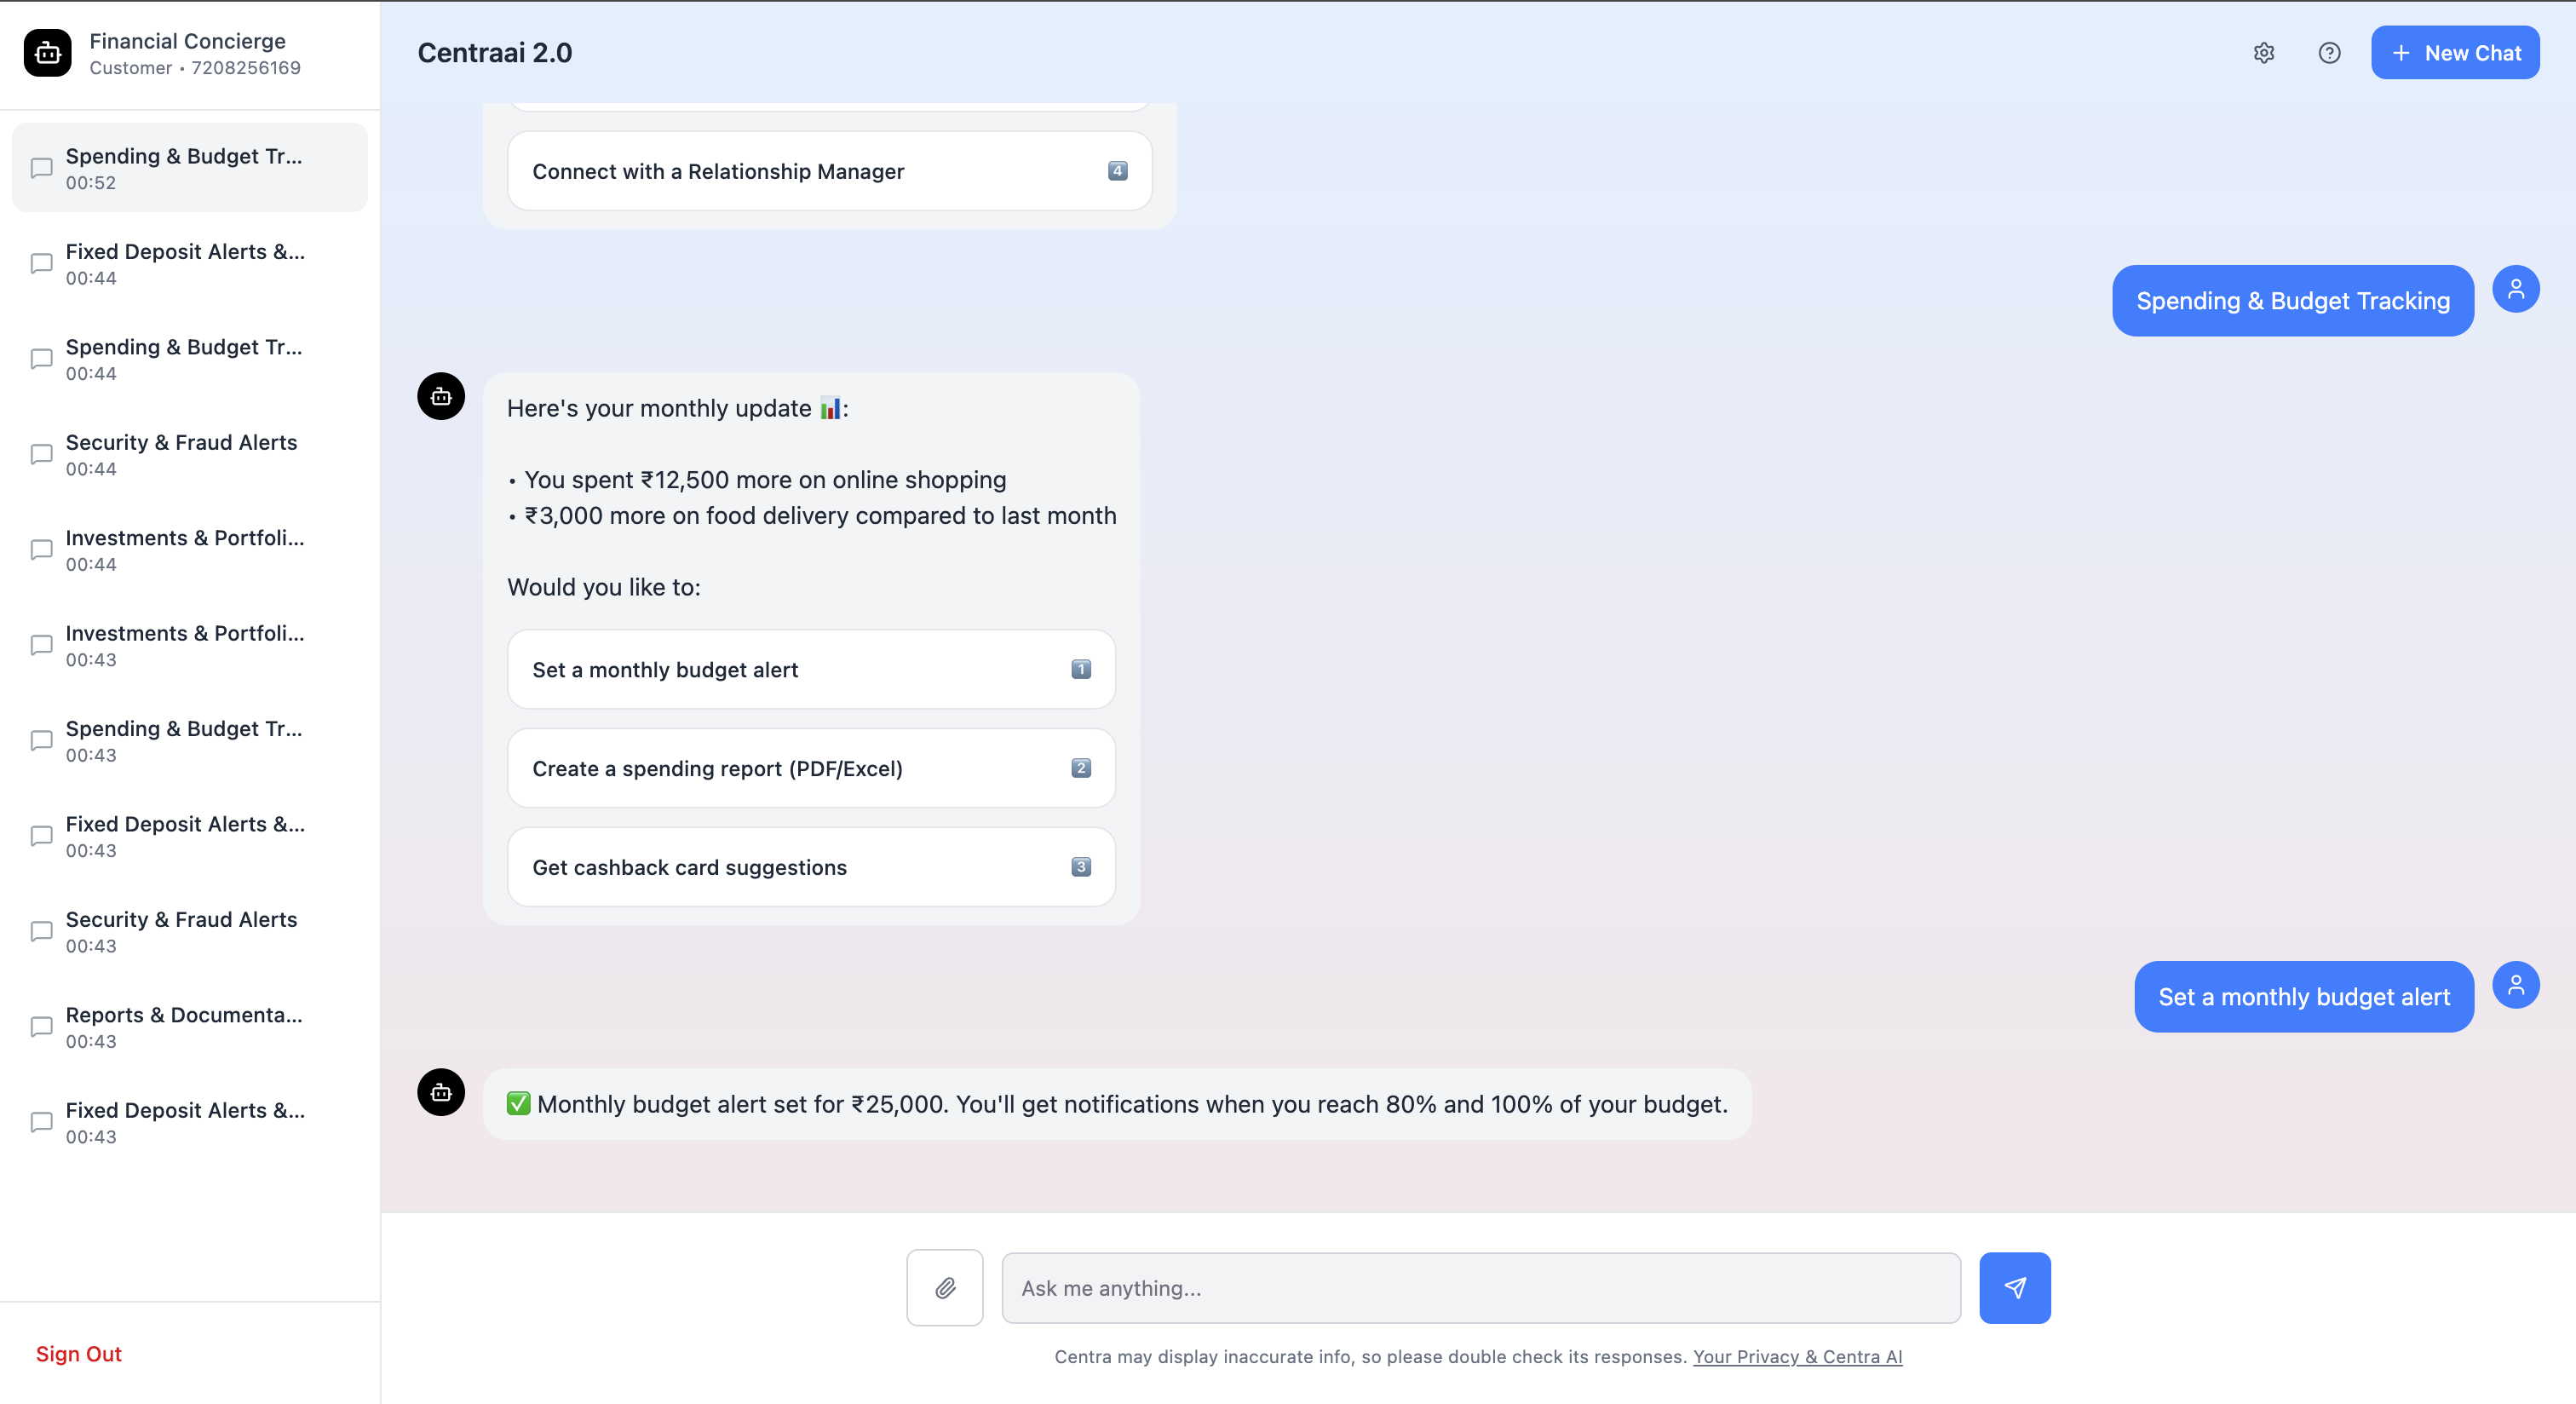 Financial Concierge
Customer • 7208256169
Spending & Budget Tr...
00:52
Fixed Deposit Alerts &...
00:44
Spending & Budget Tr...
00:44
Security & Fraud Alerts
00:44
Investments & Portfoli...
00:44
Investments & Portfoli...
00:43
Spending & Budget Tr...
00:43
Fixed Deposit Alerts &...
00:43
Security & Fraud Alerts
00:43
Reports & Documenta...
00:43
Fixed Deposit Alerts &...
00:43
Sign Out
Centraai 2.0
+ New Chat
Connect with a Relationship Manager 4️⃣
Spending & Budget Tracking
Here's your monthly update 📊:
• You spent ₹12,500 more on online shopping
• ₹3,000 more on food delivery compared to last month
Would you like to:
Set a monthly budget alert 1️⃣
Create a spending report (PDF/Excel) 2️⃣
Get cashback card suggestions 3️⃣
Set a monthly budget alert
✅ Monthly budget alert set for ₹25,000. You'll get notifications when you reach 80% and 100% of your budget.
Ask me anything...
Centra may display inaccurate info, so please double check its responses. Your Privacy & Centra AI